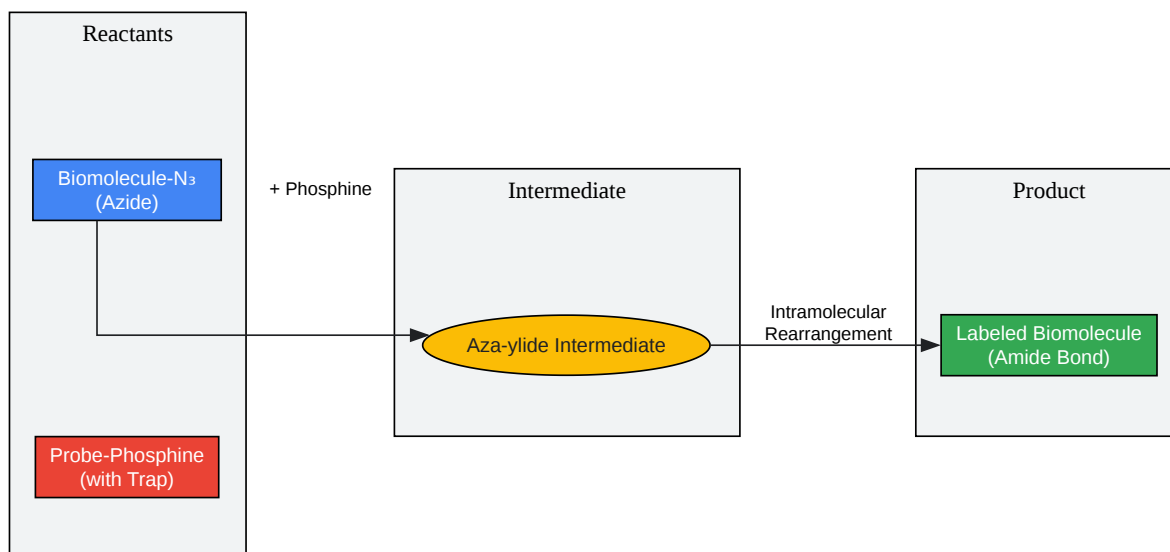 Reactants
Biomolecule-N₃
(Azide)
Probe-Phosphine
(with Trap)
+ Phosphine
Intermediate
Aza-ylide Intermediate
Intramolecular
Rearrangement
Product
Labeled Biomolecule
(Amide Bond)